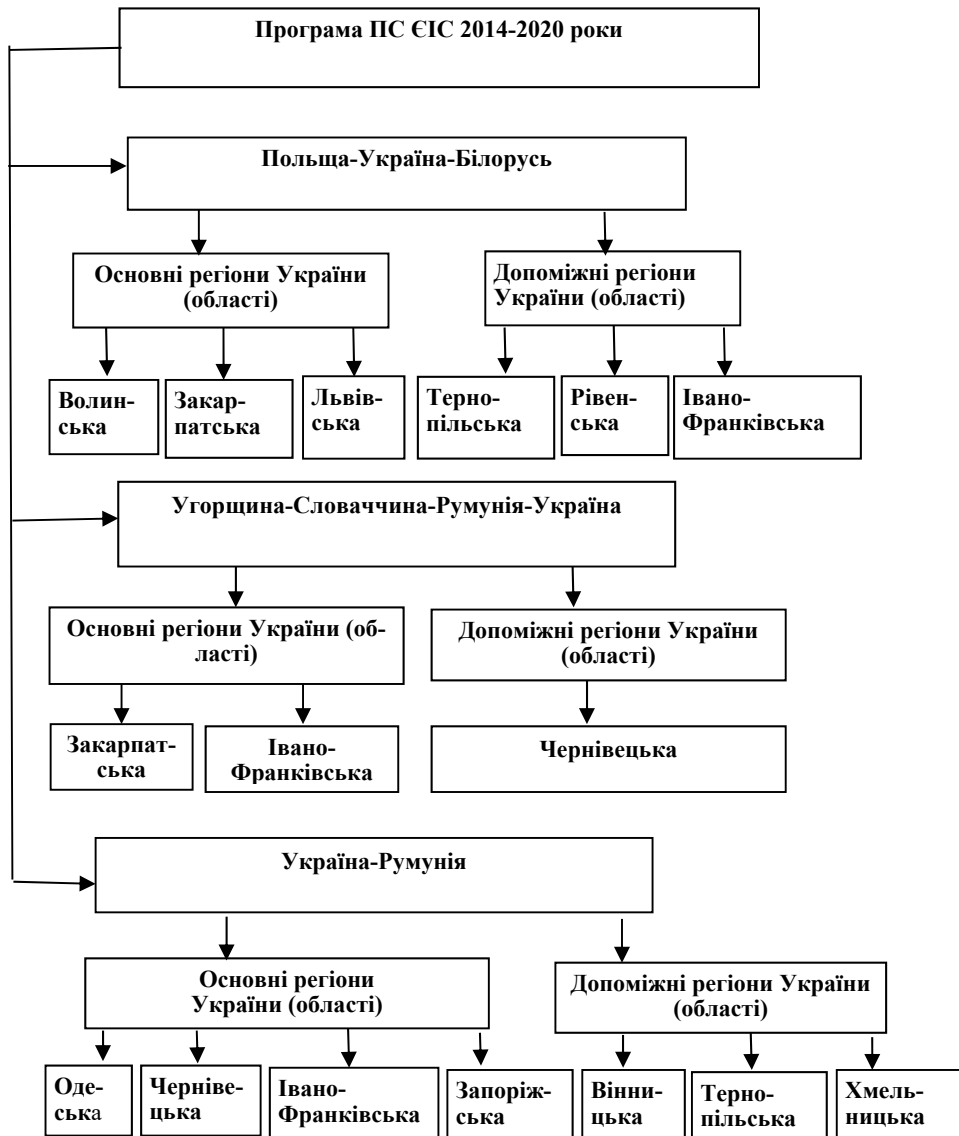 Програма ПС ЄІС 2014-2020 роки
Польща-Україна-Білорусь
Основні регіони України
(області)
Допоміжні регіони
України (області)
Волин-
ська
Закар-
патська
Львів-
ська
Терно-
пільська
Рівен-
ська
Івано-
Франківська
Угорщина-Словаччина-Румунія-Україна
Основні регіони України (об-
ласті)
Допоміжні регіони України
(області)
Закарпат-
ська
Івано-
Франківська
Чернівецька
Україна-Румунія
Основні регіони
України (області)
Допоміжні регіони України
(області)
Оде-
ська
Черніве-
цька
Івано-
Франківська
Запоріж-
ська
Вінни-
цька
Терно-
пільська
Хмель-
ницька